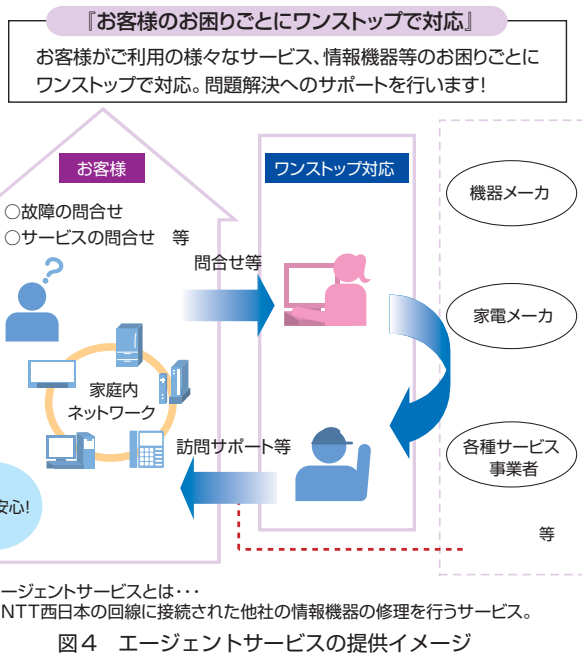 『お客様のお困りごとにワンストップで対応』
お客様がご利用の様々なサービス、情報機器等のお困りごとに
ワンストップで対応。問題解決へのサポートを行います!
お客様
○故障の問合せ
○サービスの問合せ 等
問合せ等
家庭内
ネットワーク
訪問サポート等
安心!
ワンストップ対応
機器メーカ
家電メーカ
各種サービス
事業者
等
ージェントサービスとは・・・
NTT西日本の回線に接続された他社の情報機器の修理を行うサービス。
図4 エージェントサービスの提供イメージ